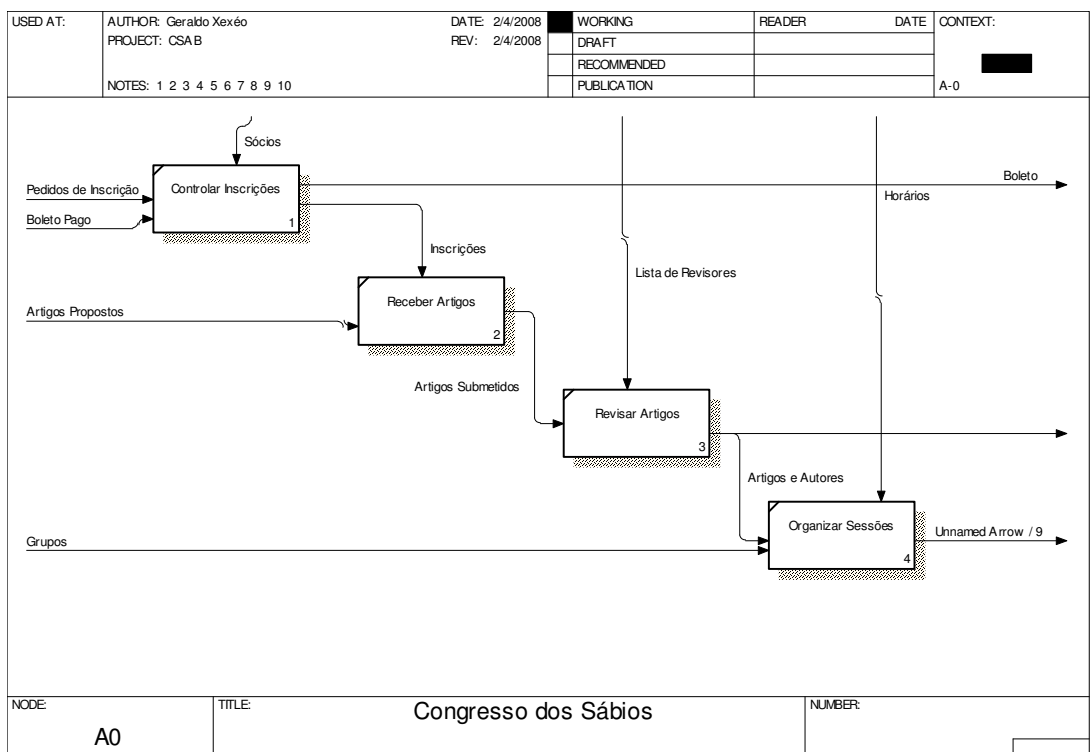 USED AT:
AUTHOR: Geraldo Xexéo
DATE: 2/4/2008
WORKING
READER
DATE
CONTEXT:
PROJECT: CSAB
REV: 2/4/2008
DRAFT
RECOMMENDED
NOTES: 1 2 3 4 5 6 7 8 9 10
PUBLICATION
A-0
Sócios
Boleto
Pedidos de Inscrição
Controlar Inscrições
Horários
Boleto Pago
1
Inscrições
Lista de Revisores
Receber Artigos
Artigos Propostos
2
Artigos Submetidos
Revisar Artigos
3
Artigos e Autores
Organizar Sessões
Unnamed Arrow / 9
Grupos
4
NODE:
TITLE:
NUMBER:
A0
Congresso dos Sábios